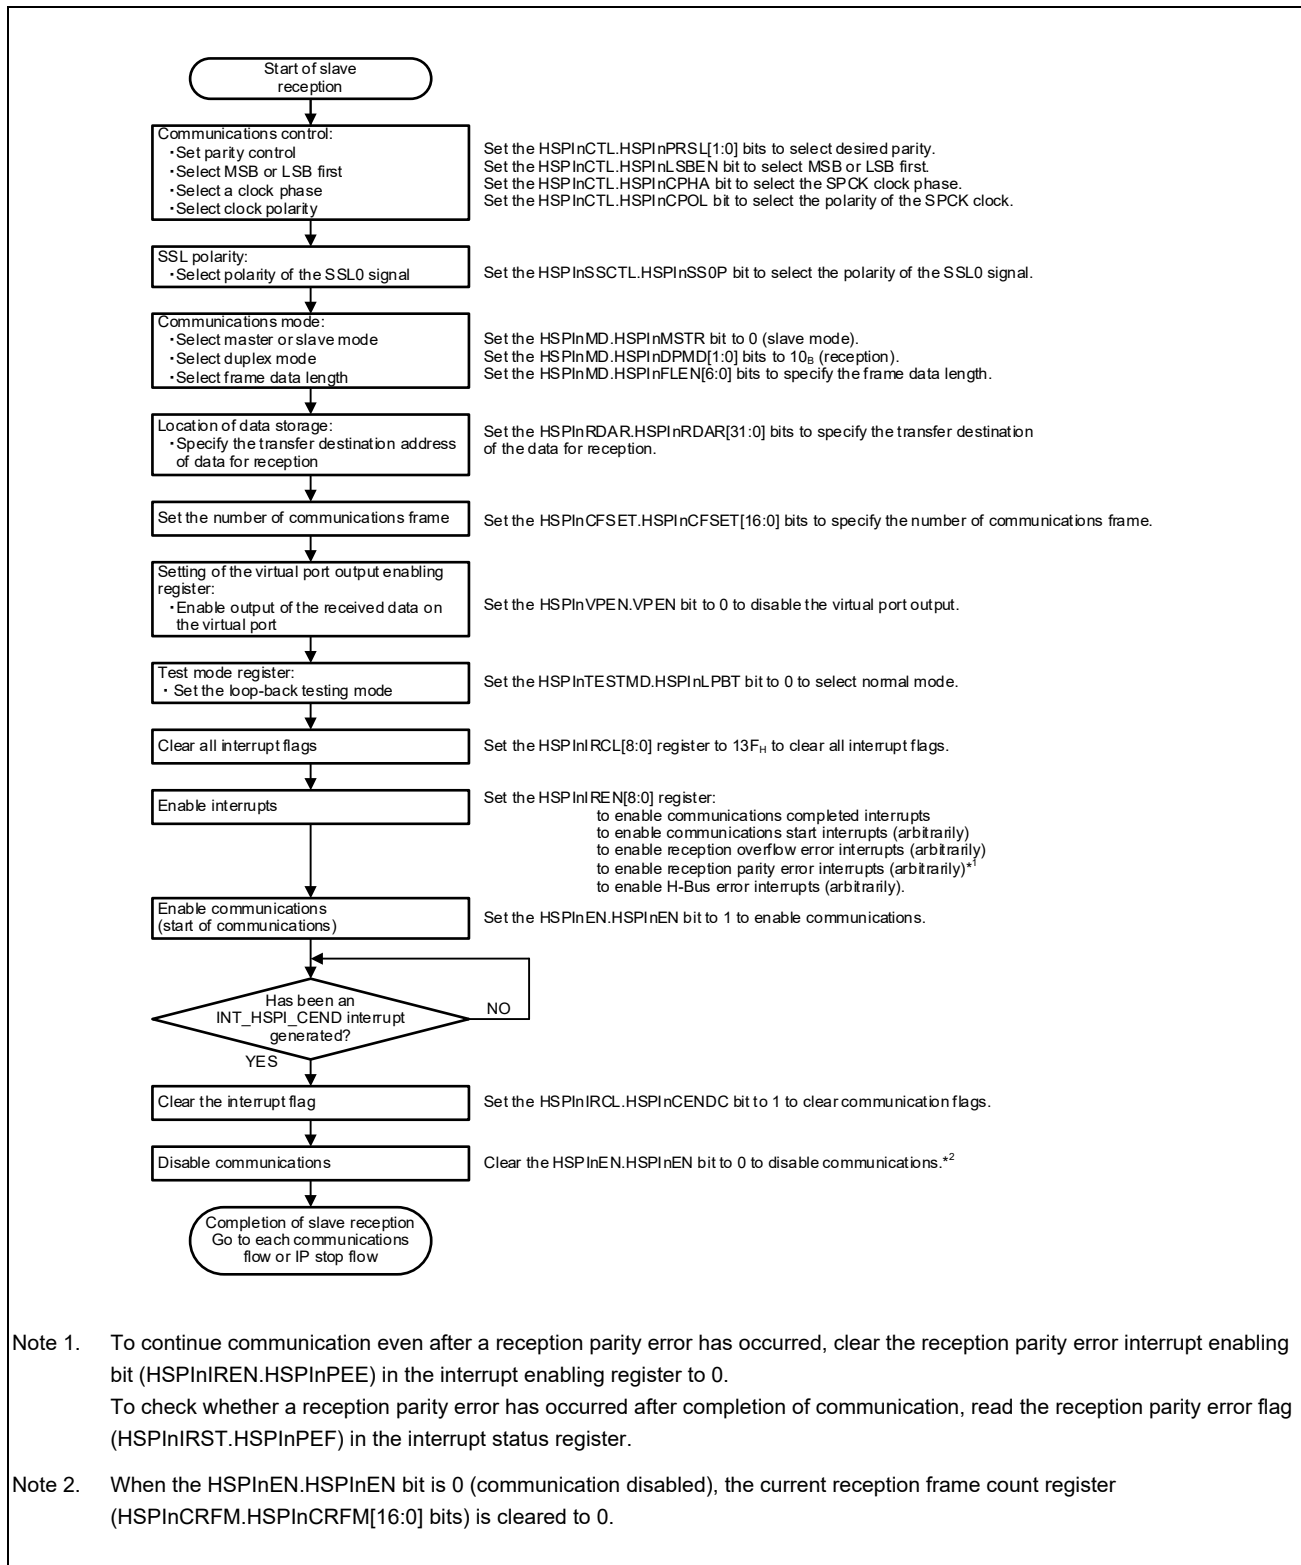 Start of slave
reception
Communications control:
・Set parity control
・Select MSB or LSB first
・Select a clock phase
・Select clock polarity
Set the HSPInCTL.HSPInPRSL[1:0] bits to select desired parity.
Set the HSPInCTL.HSPInLSBEN bit to select MSB or LSB first.
Set the HSPInCTL.HSPInCPHA bit to select the SPCK clock phase.
Set the HSPInCTL.HSPInCPOL bit to select the polarity of the SPCK clock.
SSL polarity:
・Select polarity of the SSL0 signal
Set the HSPInSSCTL.HSPInSS0P bit to select the polarity of the SSL0 signal.
Communications mode:
・Select master or slave mode
・Select duplex mode
・Select frame data length
Set the HSPInMD.HSPInMSTR bit to 0 (slave mode).
Set the HSPInMD.HSPInDPMD[1:0] bits to 10B (reception).
Set the HSPInMD.HSPInFLEN[6:0] bits to specify the frame data length.
Location of data storage:
・Specify the transfer destination address
of data for reception
Set the HSPInRDAR.HSPInRDAR[31:0] bits to specify the transfer destination
of the data for reception.
Set the number of communications frame
Set the HSPInCFSET.HSPInCFSET[16:0] bits to specify the number of communications frame.
Setting of the virtual port output enabling
register:
・Enable output of the received data on
the virtual port
Set the HSPInVPEN.VPEN bit to 0 to disable the virtual port output.
Test mode register:
・ Set the loop-back testing mode
Set the HSPInTESTMD.HSPInLPBT bit to 0 to select normal mode.
Clear all interrupt flags
Set the HSPInIRCL[8:0] register to 13FH to clear all interrupt flags.
Enable interrupts
Set the HSPInIREN[8:0] register:
to enable communications completed interrupts
to enable communications start interrupts (arbitrarily)
to enable reception overflow error interrupts (arbitrarily)
to enable reception parity error interrupts (arbitrarily)*1
to enable H-Bus error interrupts (arbitrarily).
Enable communications
(start of communications)
Set the HSPInEN.HSPInEN bit to 1 to enable communications.
Has been an
INT_HSPI_CEND interrupt
generated?
NO
YES
Clear the interrupt flag
Set the HSPInIRCL.HSPInCENDC bit to 1 to clear communication flags.
Disable communications
Clear the HSPInEN.HSPInEN bit to 0 to disable communications.*2
Completion of slave reception
Go to each communications
flow or IP stop flow
Note 1. To continue communication even after a reception parity error has occurred, clear the reception parity error interrupt enabling
bit (HSPInIREN.HSPInPEE) in the interrupt enabling register to 0.
To check whether a reception parity error has occurred after completion of communication, read the reception parity error flag
(HSPInIRST.HSPInPEF) in the interrupt status register.
Note 2. When the HSPInEN.HSPInEN bit is 0 (communication disabled), the current reception frame count register
(HSPInCRFM.HSPInCRFM[16:0] bits) is cleared to 0.